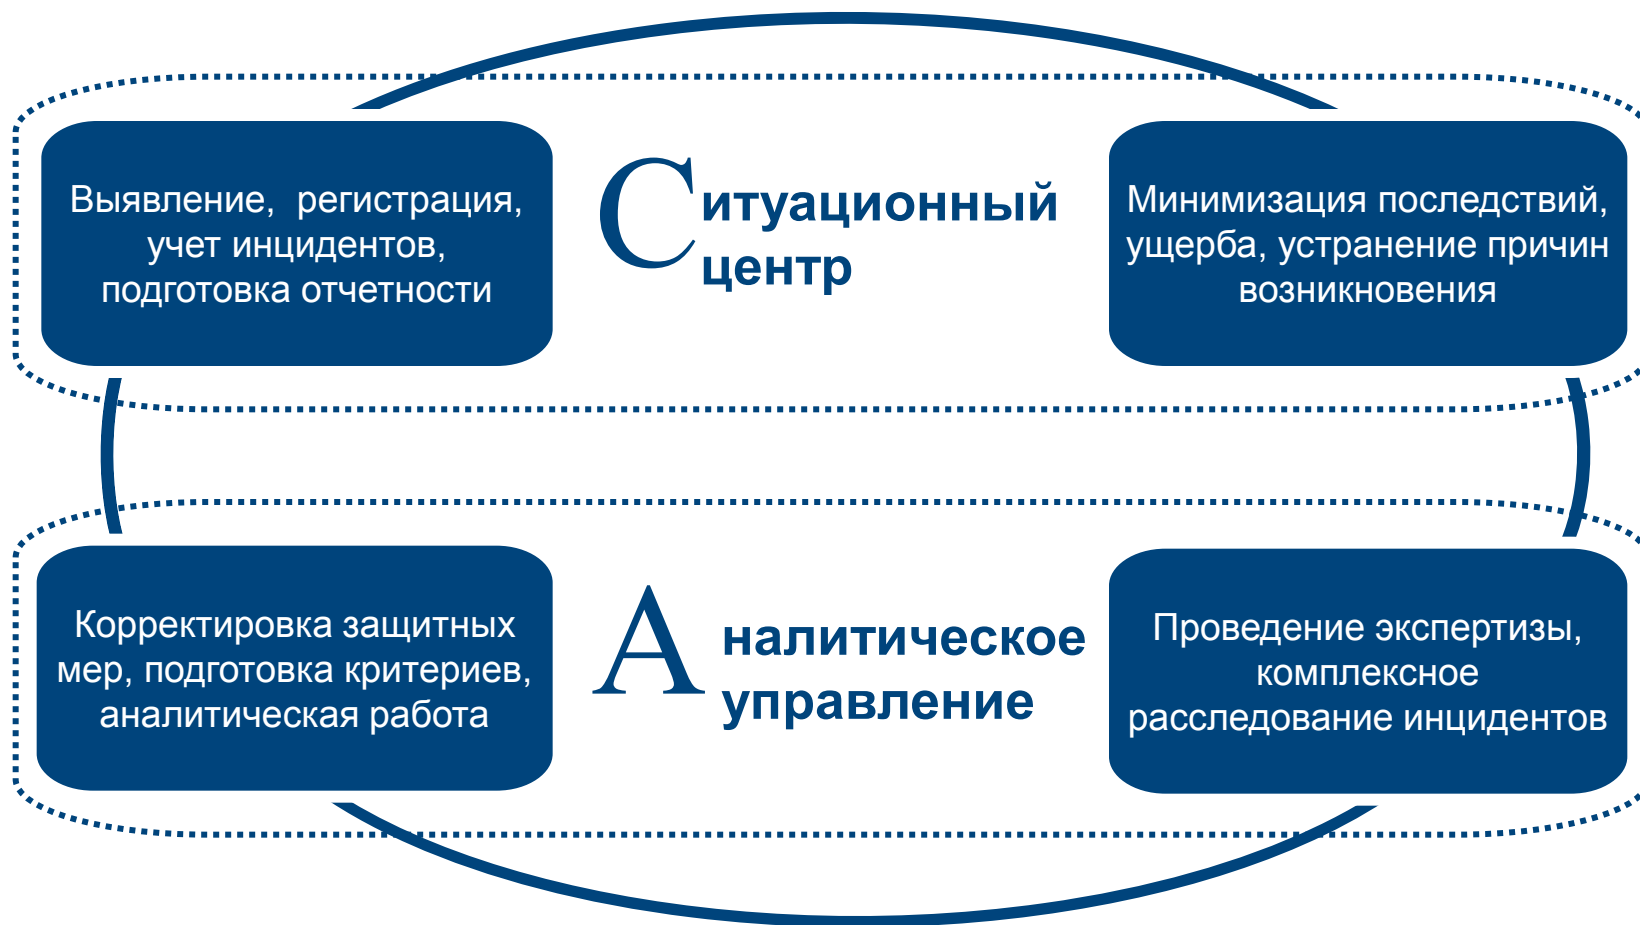 Выявление, регистрация,
учет инцидентов,
подготовка отчетности
Ситуационный
центр
Минимизация последствий,
ущерба, устранение причин
возникновения
Корректировка защитных
мер, подготовка критериев,
аналитическая работа
Аналитическое
управление
Проведение экспертизы,
комплексное
расследование инцидентов